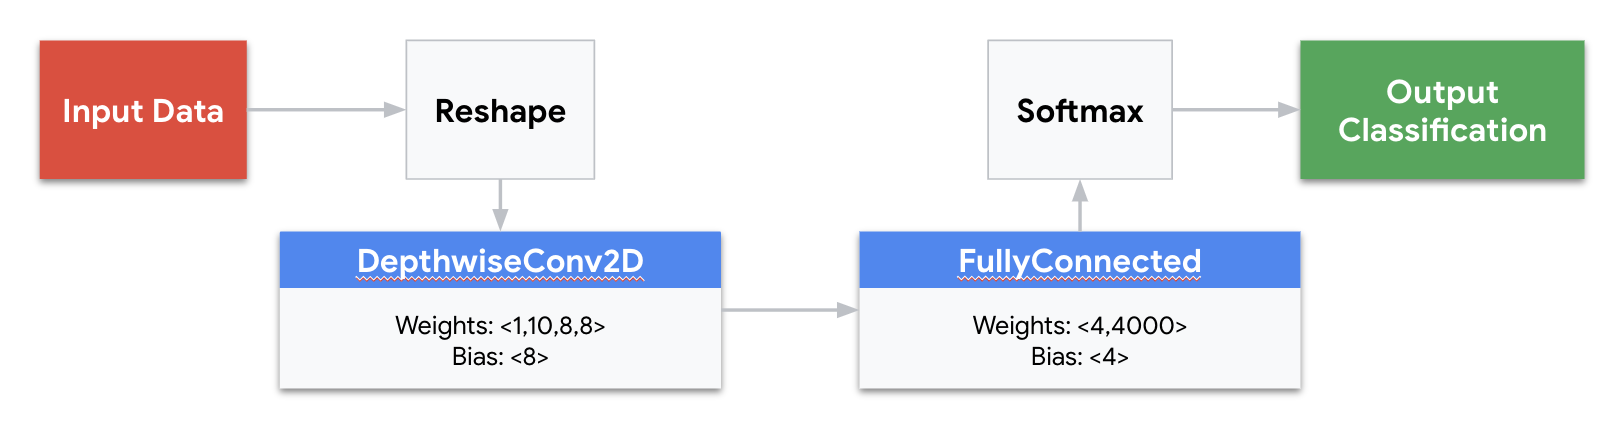 Input Data
Reshape
DepthwiseConv2D
Weights: <1,10,8,8>
Bias: <8>
FullyConnected
Weights: <4,4000>
Bias: <4>
Softmax
Output
Classification